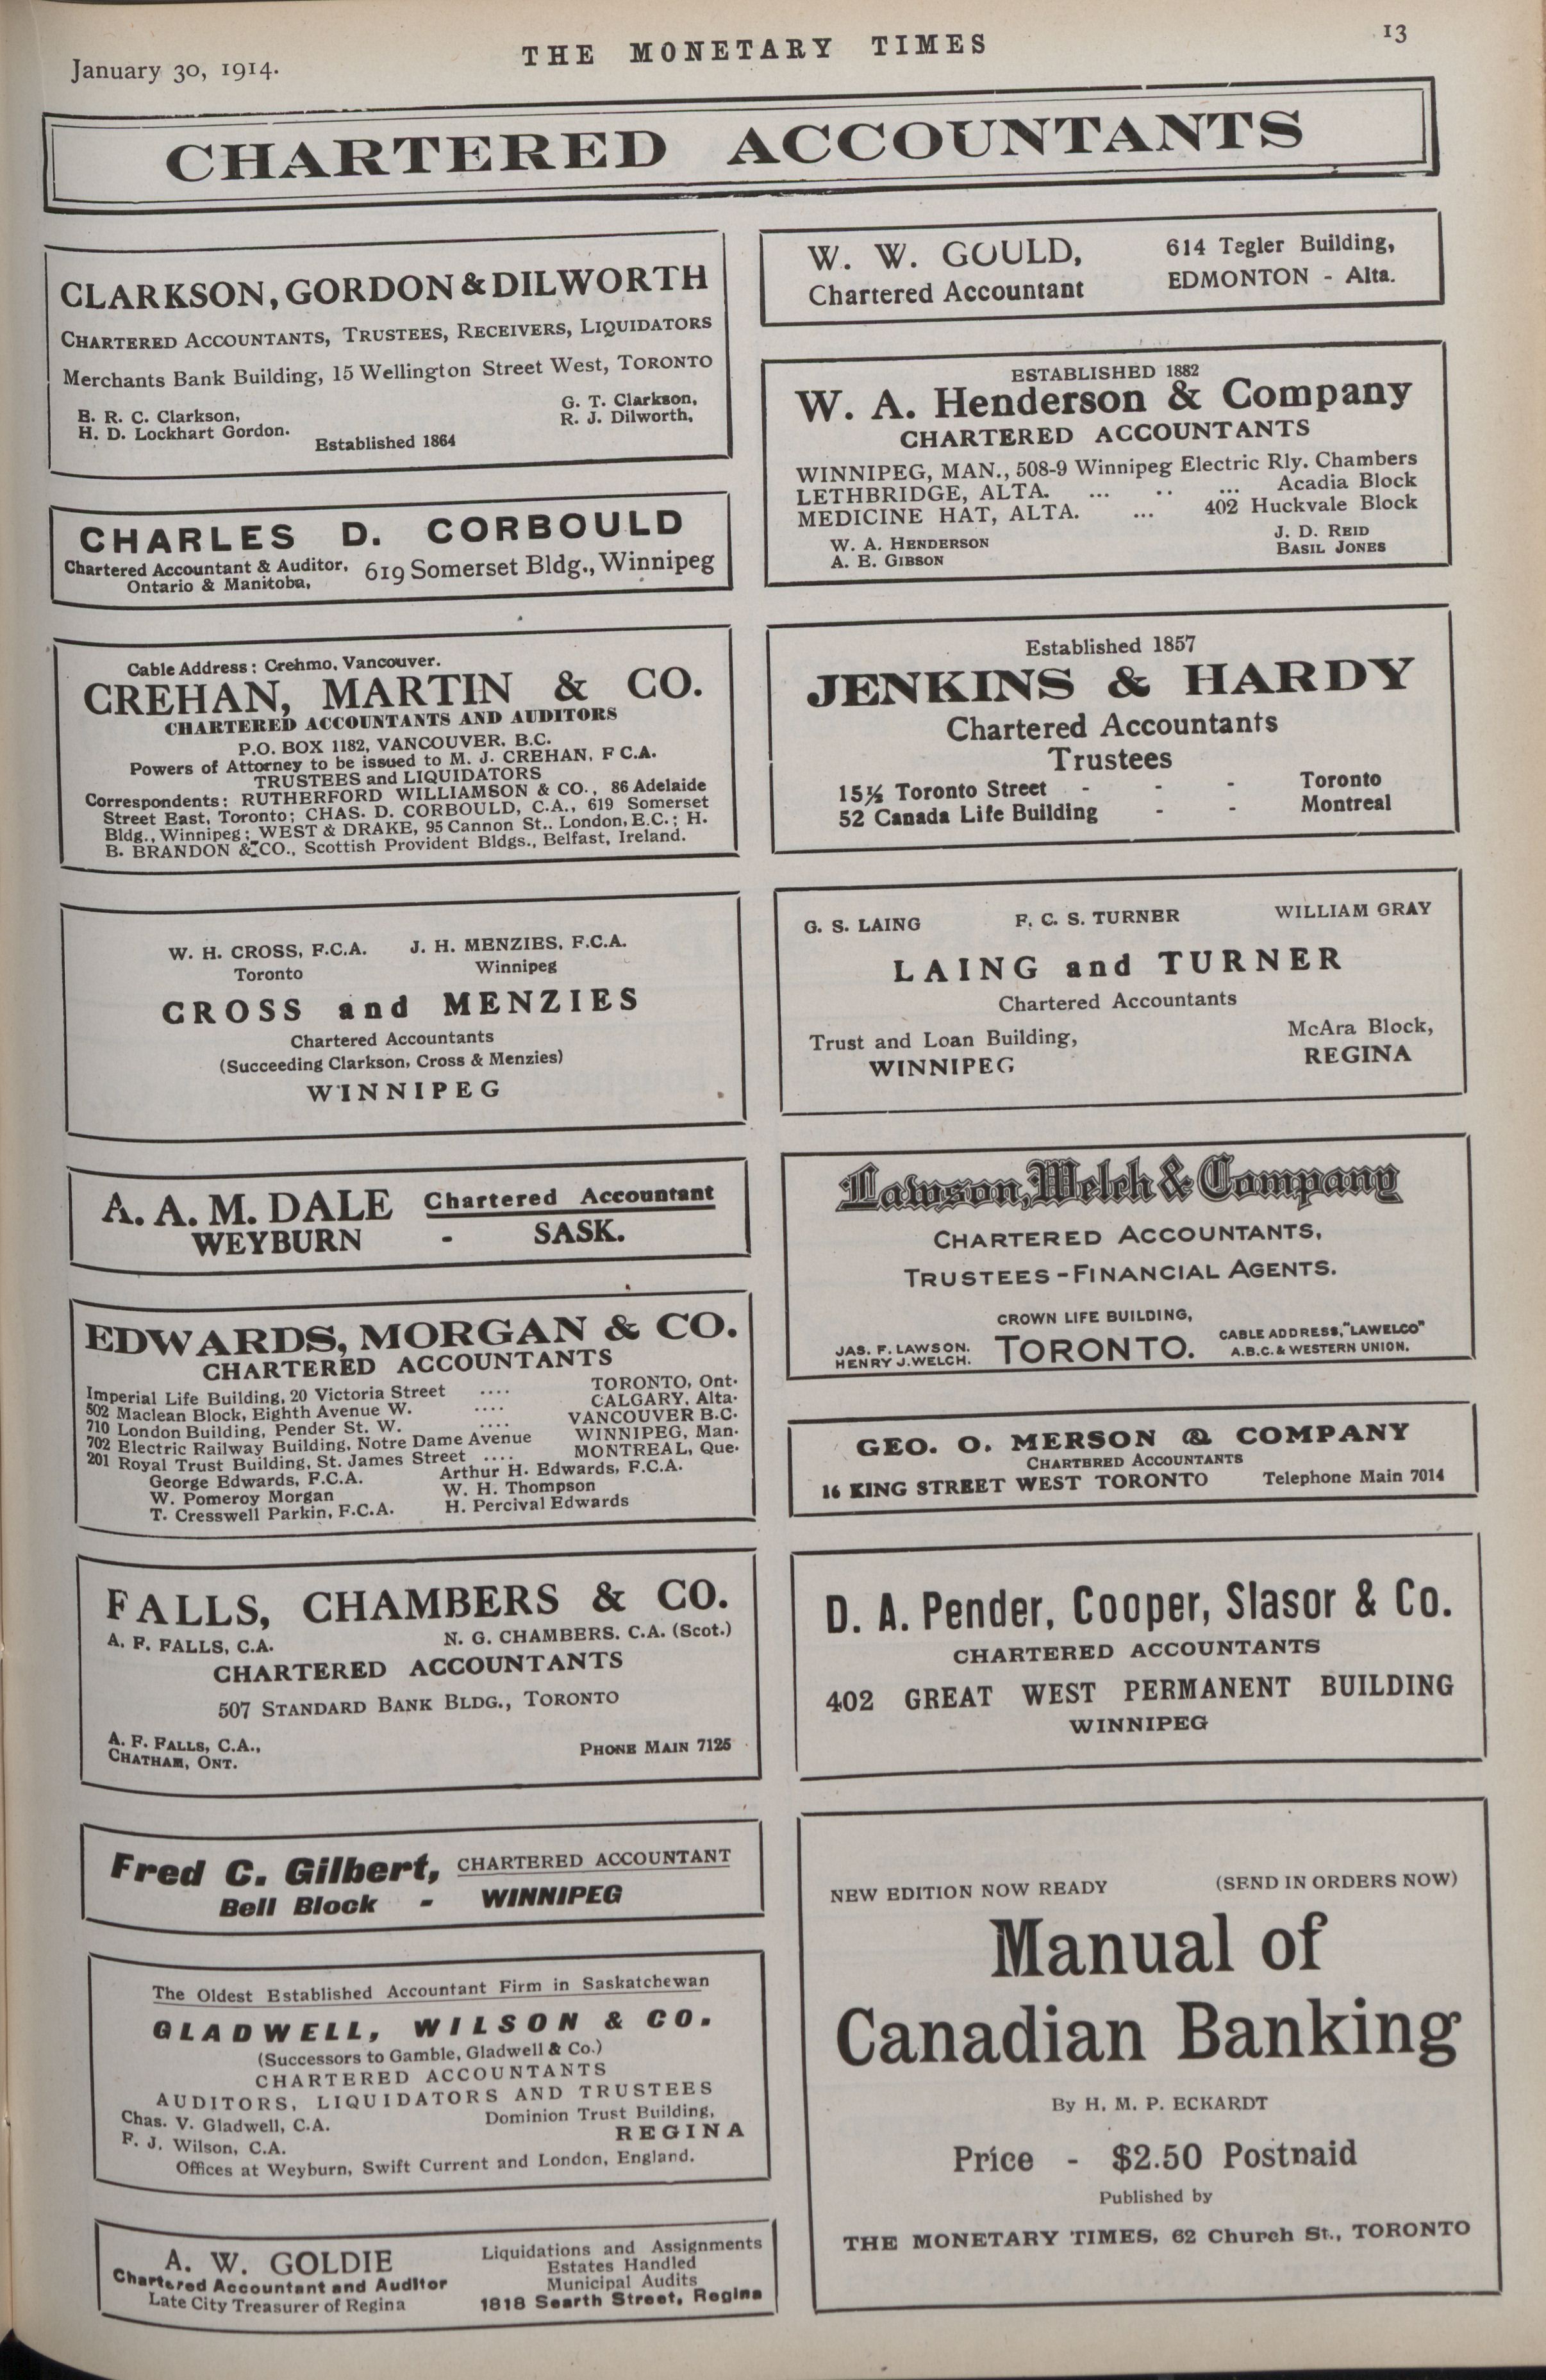 January 30, 1914.
THE MONETARY TIMES
13
CHARTERED ACCOUNTANTS
CLARKSON, GORDON & DILWORTH
CHARTERED ACCOUNTANTS, TRUSTEES, RECEIVERS, LIQUIDATORS
Merchants Bank Building, 15 Wellington Street West, TORONTO
E. R. C. Clarkson, G. T. Clarkson,
H. D. Lockhart Gordon. R. J. Dilworth,
Established 1864
CHARLES D. CORBOULD
Chartered Accountant & Auditor,
Ontario & Manitoba,
619 Somerset Bldg., Winnipeg
Cable Address: Crehmo, Vancouver.
CREHAN, MARTIN & CO.
CHARTERED ACCOUNTANTS AND AUDITORS
P.O. BOX 1182, VANCOUVER, B.C.
Powers of Attorney to be issued to M. J. CREHAN, F C.A.
TRUSTEES and LIQUIDATORS
Correspondents: RUTHERFORD WILLIAMSON & CO., 86 Adelaide
Street East, Toronto; CHAS. D. CORBOULD, C.A., 619 Somerset
Bldg., Winnipeg; WEST & DRAKE, 95 Cannon St., London, E.C.; H.
B. BRANDON & CO., Scottish Provident Bldgs., Belfast, Ireland.
W. H. CROSS, F.C.A. J. H. MENZIES, F.C.A.
Toronto Winnipeg
CROSS and MENZIES
Chartered Accountants
(Succeeding Clarkson, Cross & Menzies)
WINNIPEG
A. A. M. DALE Chartered Accountant
WEYBURN - SASK.
EDWARDS, MORGAN & CO.
CHARTERED ACCOUNTANTS
Imperial Life Building, 20 Victoria Street .... TORONTO, Ont.
502 Maclean Block, Eighth Avenue W. .... CALGARY, Alta.
710 London Building, Pender St. W. .... VANCOUVER B.C.
702 Electric Railway Building, Notre Dame Avenue WINNIPEG, Man.
201 Royal Trust Building, St. James Street .... MONTREAL, Que.
George Edwards, F.C.A. Arthur H. Edwards, F.C.A.
W. Pomeroy Morgan W. H. Thompson
T. Cresswell Parkin, F.C.A. H. Percival Edwards
FALLS, CHAMBERS & CO.
A. F. FALLS, C.A. N. G. CHAMBERS. C.A. (Scot.)
CHARTERED ACCOUNTANTS
507 STANDARD BANK BLDG., TORONTO
A. F. FALLS, C.A.,
CHATHAM, ONT.
PHONE MAIN 7125
Fred C. Gilbert, CHARTERED ACCOUNTANT
Bell Block - WINNIPEG
The Oldest Established Accountant Firm in Saskatchewan
GLADWELL, WILSON & CO.
(Successors to Gamble, Gladwell & Co.)
CHARTERED ACCOUNTANTS
AUDITORS, LIQUIDATORS AND TRUSTEES
Chas. V. Gladwell, C.A. Dominion Trust Building,
F. J. Wilson, C.A. REGINA
Offices at Weyburn, Swift Current and London, England.
A. W. GOLDIE
Chartered Accountant and Auditor
Late City Treasurer of Regina
Liquidations and Assignments
Estates Handled
Municipal Audits
1818 Searth Street, Regina
W. W. GOULD, 614 Tegler Building,
Chartered Accountant EDMONTON - Alta.
ESTABLISHED 1882
W. A. Henderson & Company
CHARTERED ACCOUNTANTS
WINNIPEG, MAN., 508-9 Winnipeg Electric Rly. Chambers
LETHBRIDGE, ALTA. ... .. ... Acadia Block
MEDICINE HAT, ALTA. ... 402 Huckvale Block
W. A. HENDERSON J. D. REID
A. E. GIBSON BASIL JONES
Established 1857
JENKINS & HARDY
Chartered Accountants
Trustees
15½ Toronto Street - - - Toronto
52 Canada Life Building - - Montreal
G. S. LAING F. C. S. TURNER WILLIAM GRAY
LAING and TURNER
Chartered Accountants
Trust and Loan Building, McAra Block,
WINNIPEG REGINA
Lawson, Welch & Company
CHARTERED ACCOUNTANTS,
TRUSTEES - FINANCIAL AGENTS.
CROWN LIFE BUILDING,
JAS. F. LAWSON.
HENRY J. WELCH.
TORONTO.
CABLE ADDRESS, "LAWELCO"
A.B.C. & WESTERN UNION.
GEO. O. MERSON & COMPANY
CHARTERED ACCOUNTANTS
16 KING STREET WEST TORONTO Telephone Main 7014
D. A. Pender, Cooper, Slasor & Co.
CHARTERED ACCOUNTANTS
402 GREAT WEST PERMANENT BUILDING
WINNIPEG
NEW EDITION NOW READY (SEND IN ORDERS NOW)
Manual of
Canadian Banking
By H. M. P. ECKARDT
Price - $2.50 Postpaid
Published by
THE MONETARY TIMES, 62 Church St., TORONTO